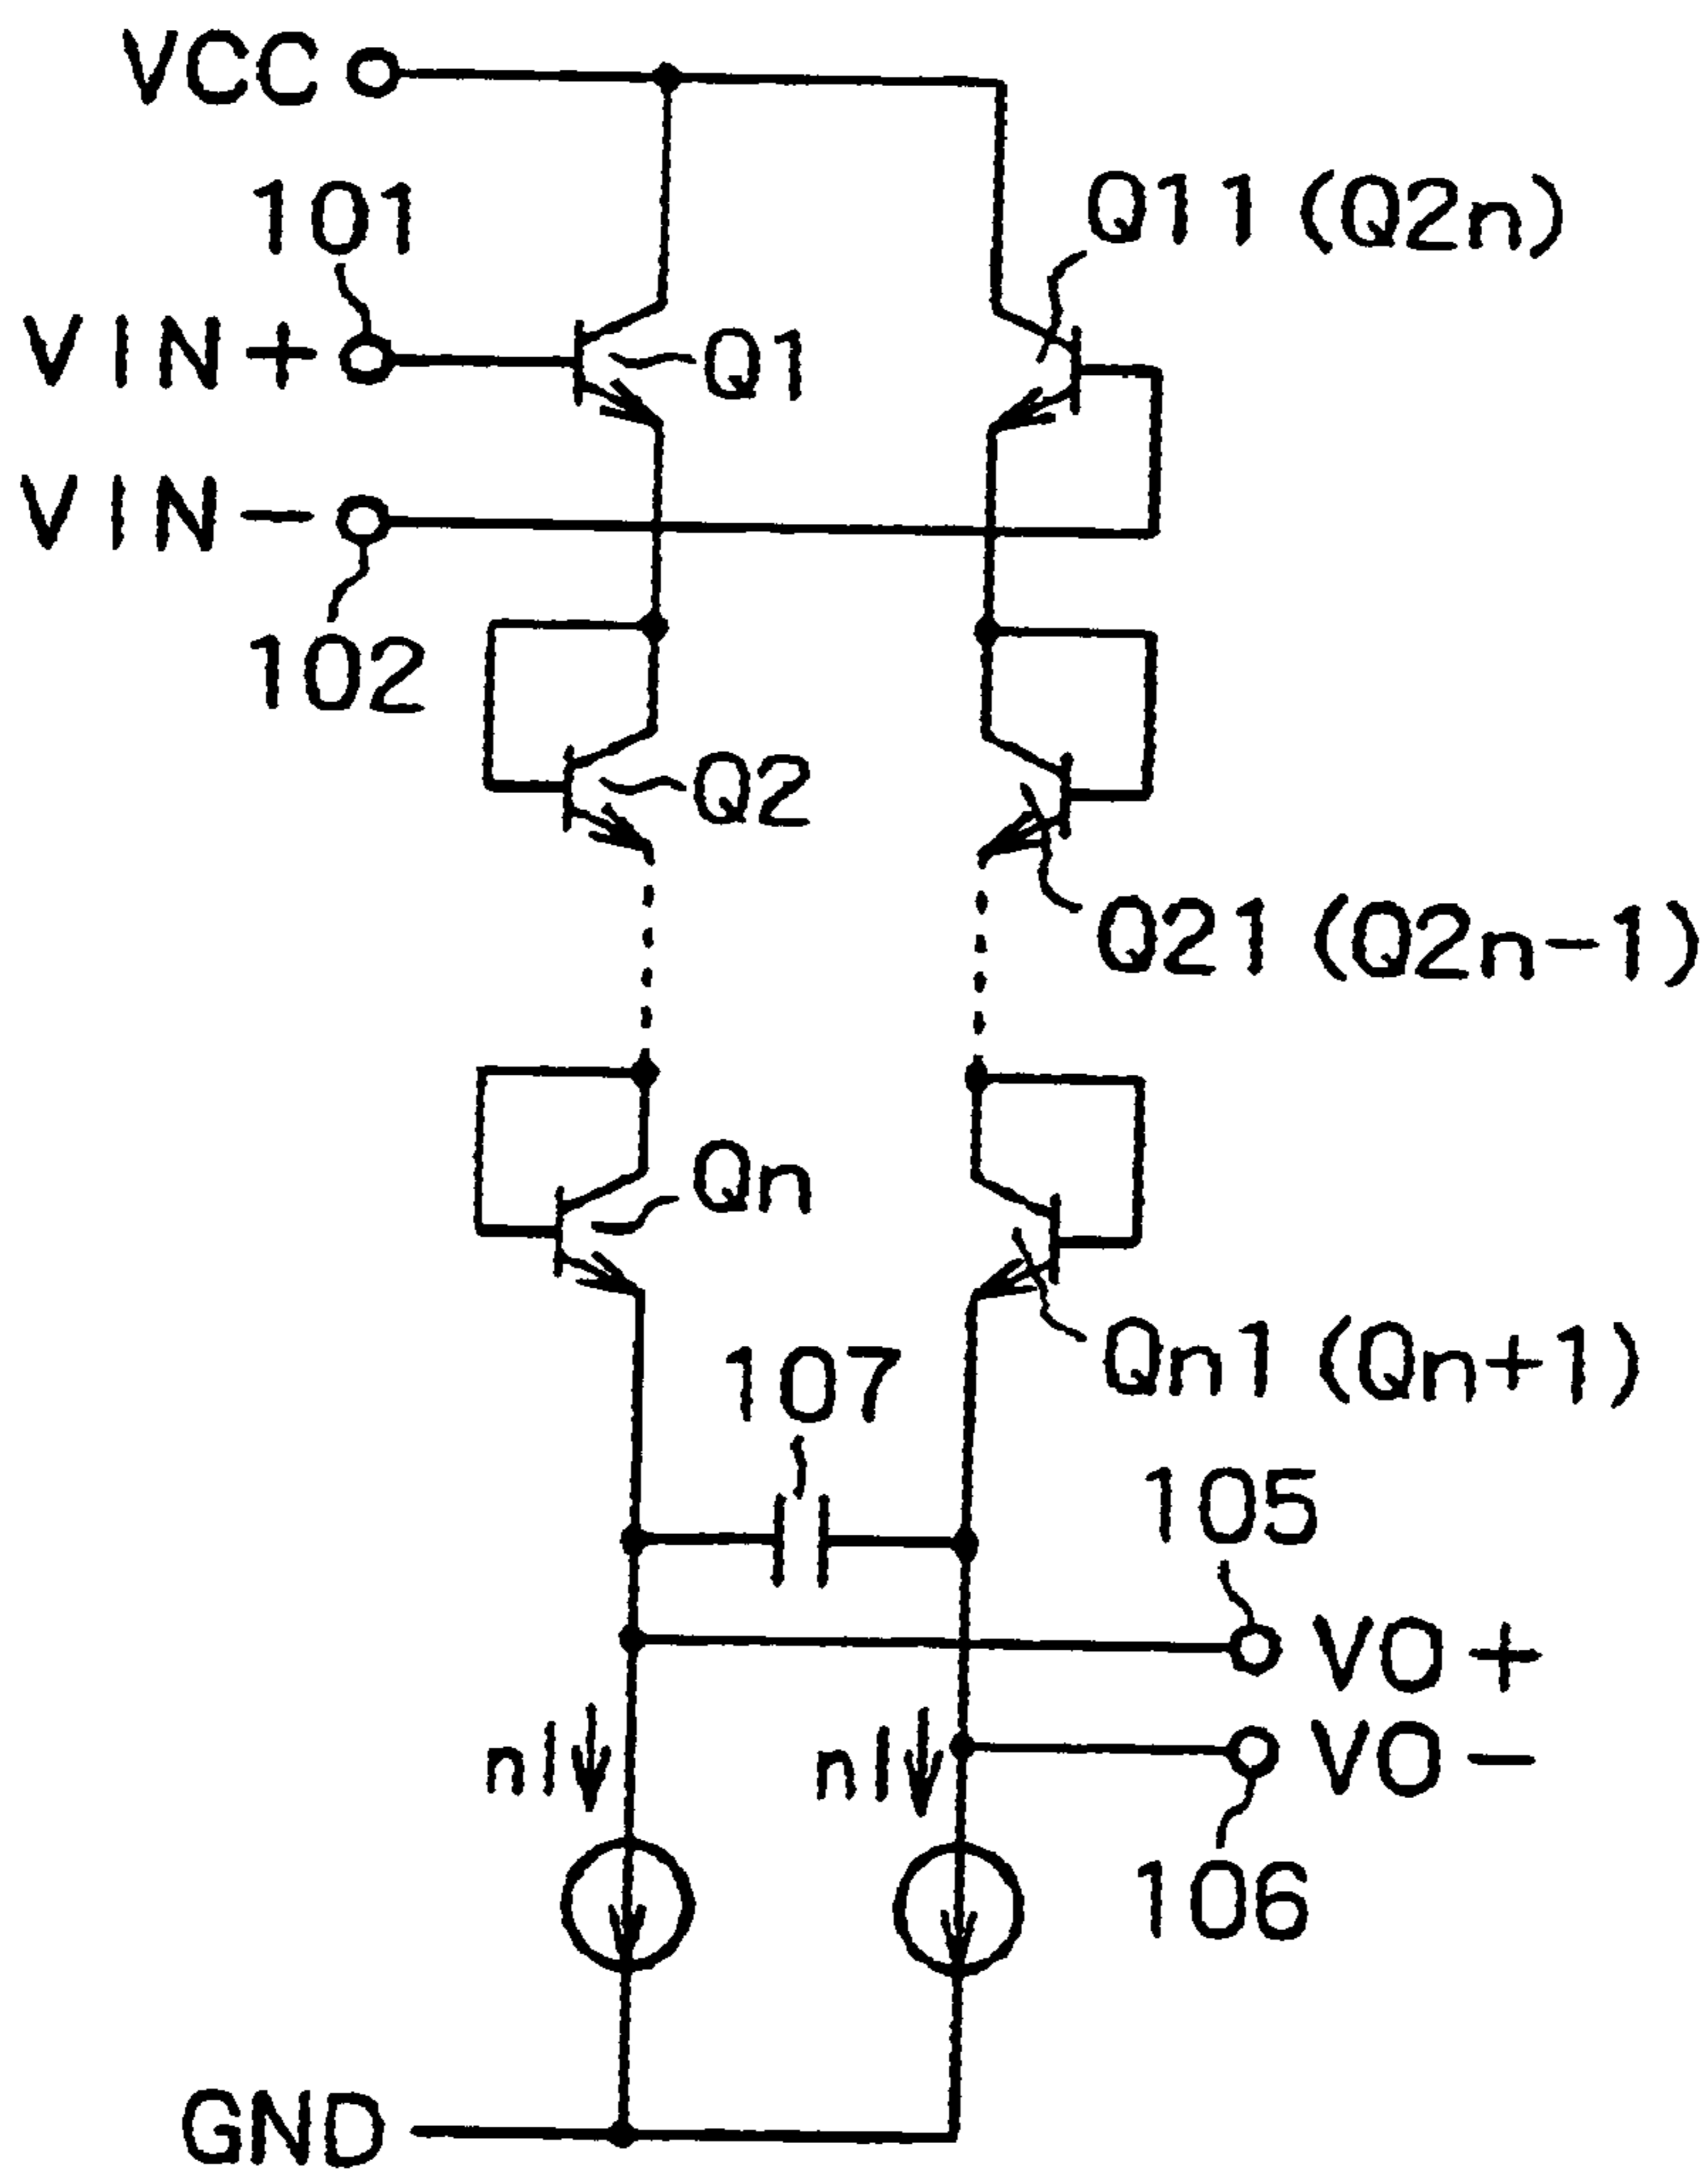 VCC
101
Q11 (Q2n)
VIN+
Q1
VIN-
102
Q2
Q21 (Q2n-1)
Qn
Qn1 (Qn+1)
107
105
VO+
nI
nI
VO-
106
GND